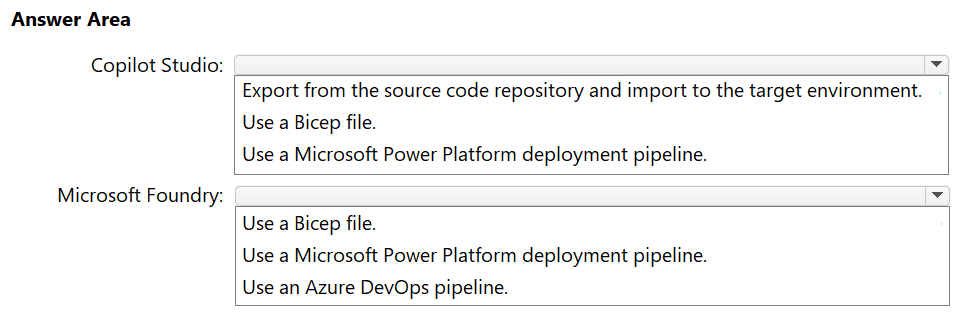 Answer Area
Copilot Studio:
Export from the source code repository and import to the target environment.
Use a Bicep file.
Use a Microsoft Power Platform deployment pipeline.
Microsoft Foundry:
Use a Bicep file.
Use a Microsoft Power Platform deployment pipeline.
Use an Azure DevOps pipeline.